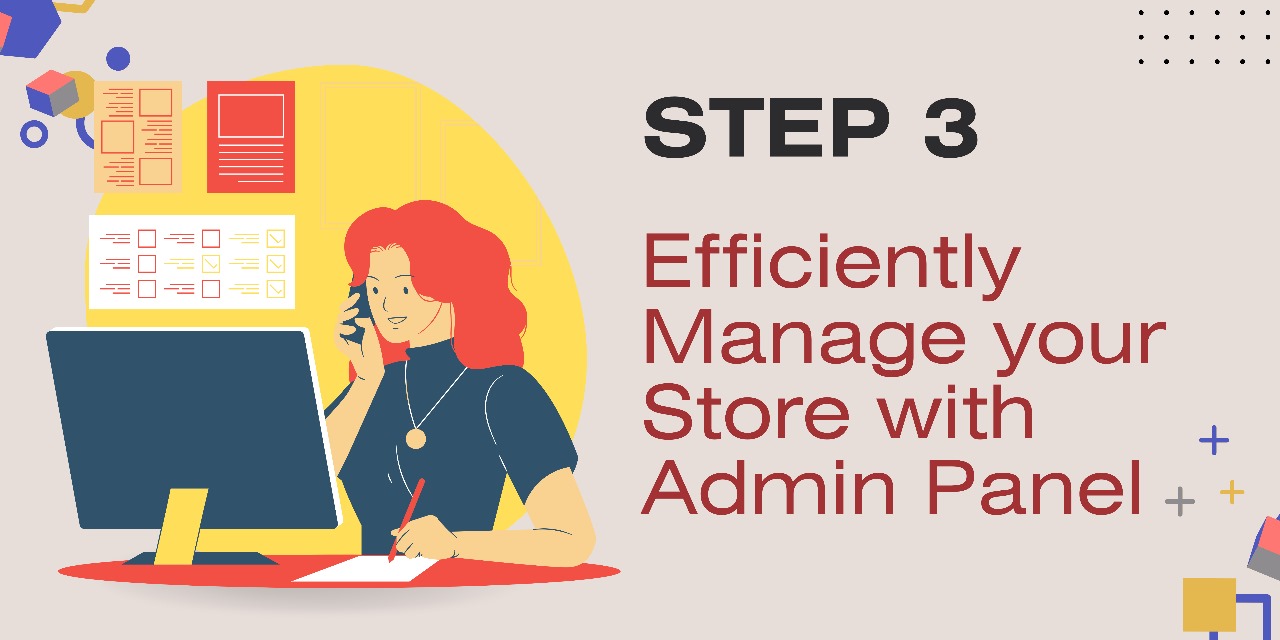 STEP 3
Efficiently
Manage your
Store with
Admin Panel